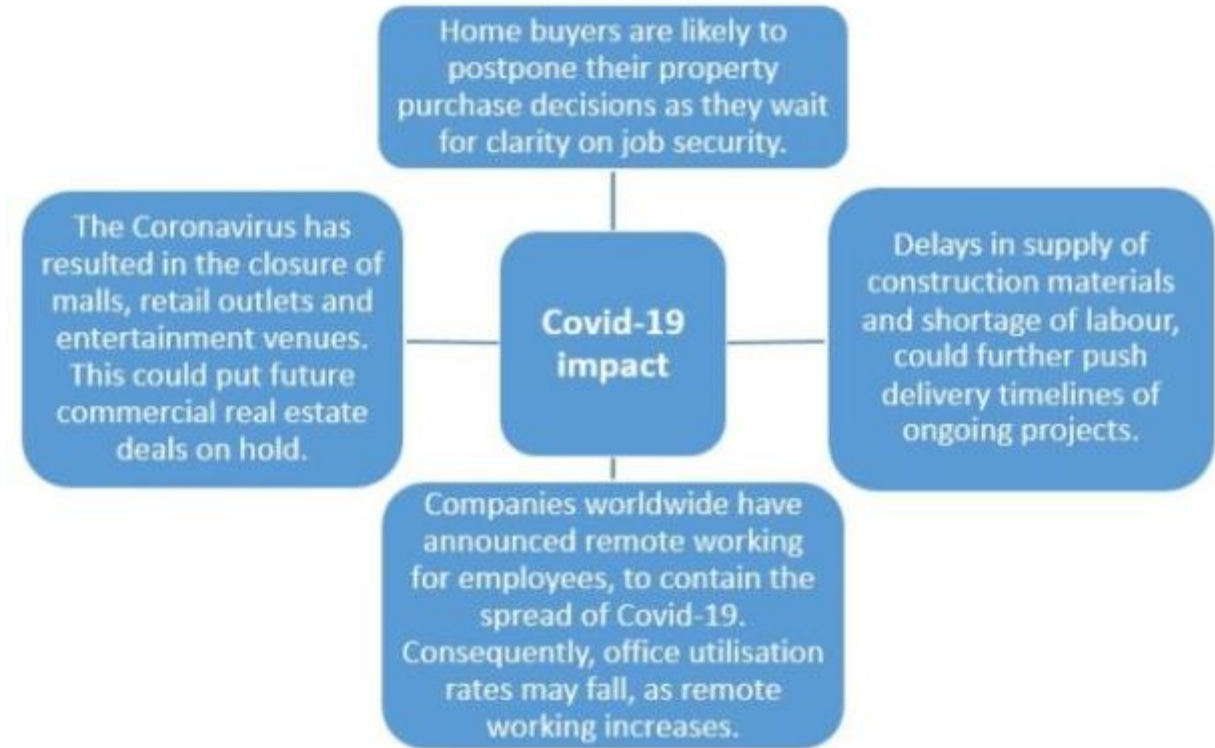 Home buyers are likely to
postpone their property
purchase decisions as they wait
for clarity on job security.
The Coronavirus has
resulted in the closure of
malls, retail outlets and
entertainment venues.
This could put future
commercial real estate
deals on hold.
Covid-19
impact
Delays in supply of
construction materials
and shortage of labour,
could further push
delivery timelines of
ongoing projects.
Companies worldwide have
announced remote working
for employees, to contain the
spread of Covid-19.
Consequently, office utilisation
rates may fall, as remote
working increases.